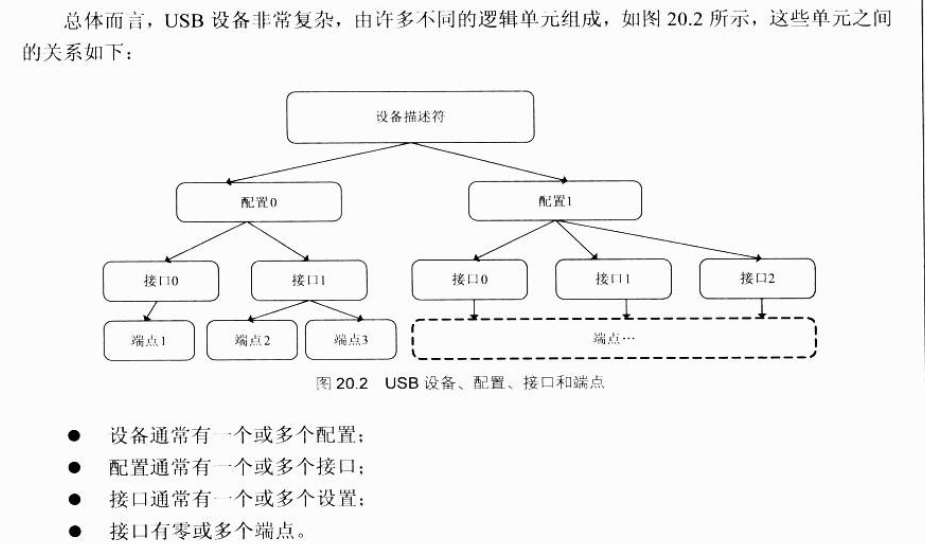 总体而言，USB 设备非常复杂，由许多不同的逻辑单元组成，如图 20.2 所示，这些单元之间
的关系如下：
设备描述符
配置0
配置1
接口0
接口1
接口0
接口1
接口2
端点1
端点2
端点3
端点…
图 20.2 USB 设备、配置、接口和端点
● 设备通常有一个或多个配置；
● 配置通常有一个或多个接口；
● 接口通常有一个或多个设置；
● 接口有零或多个端点。